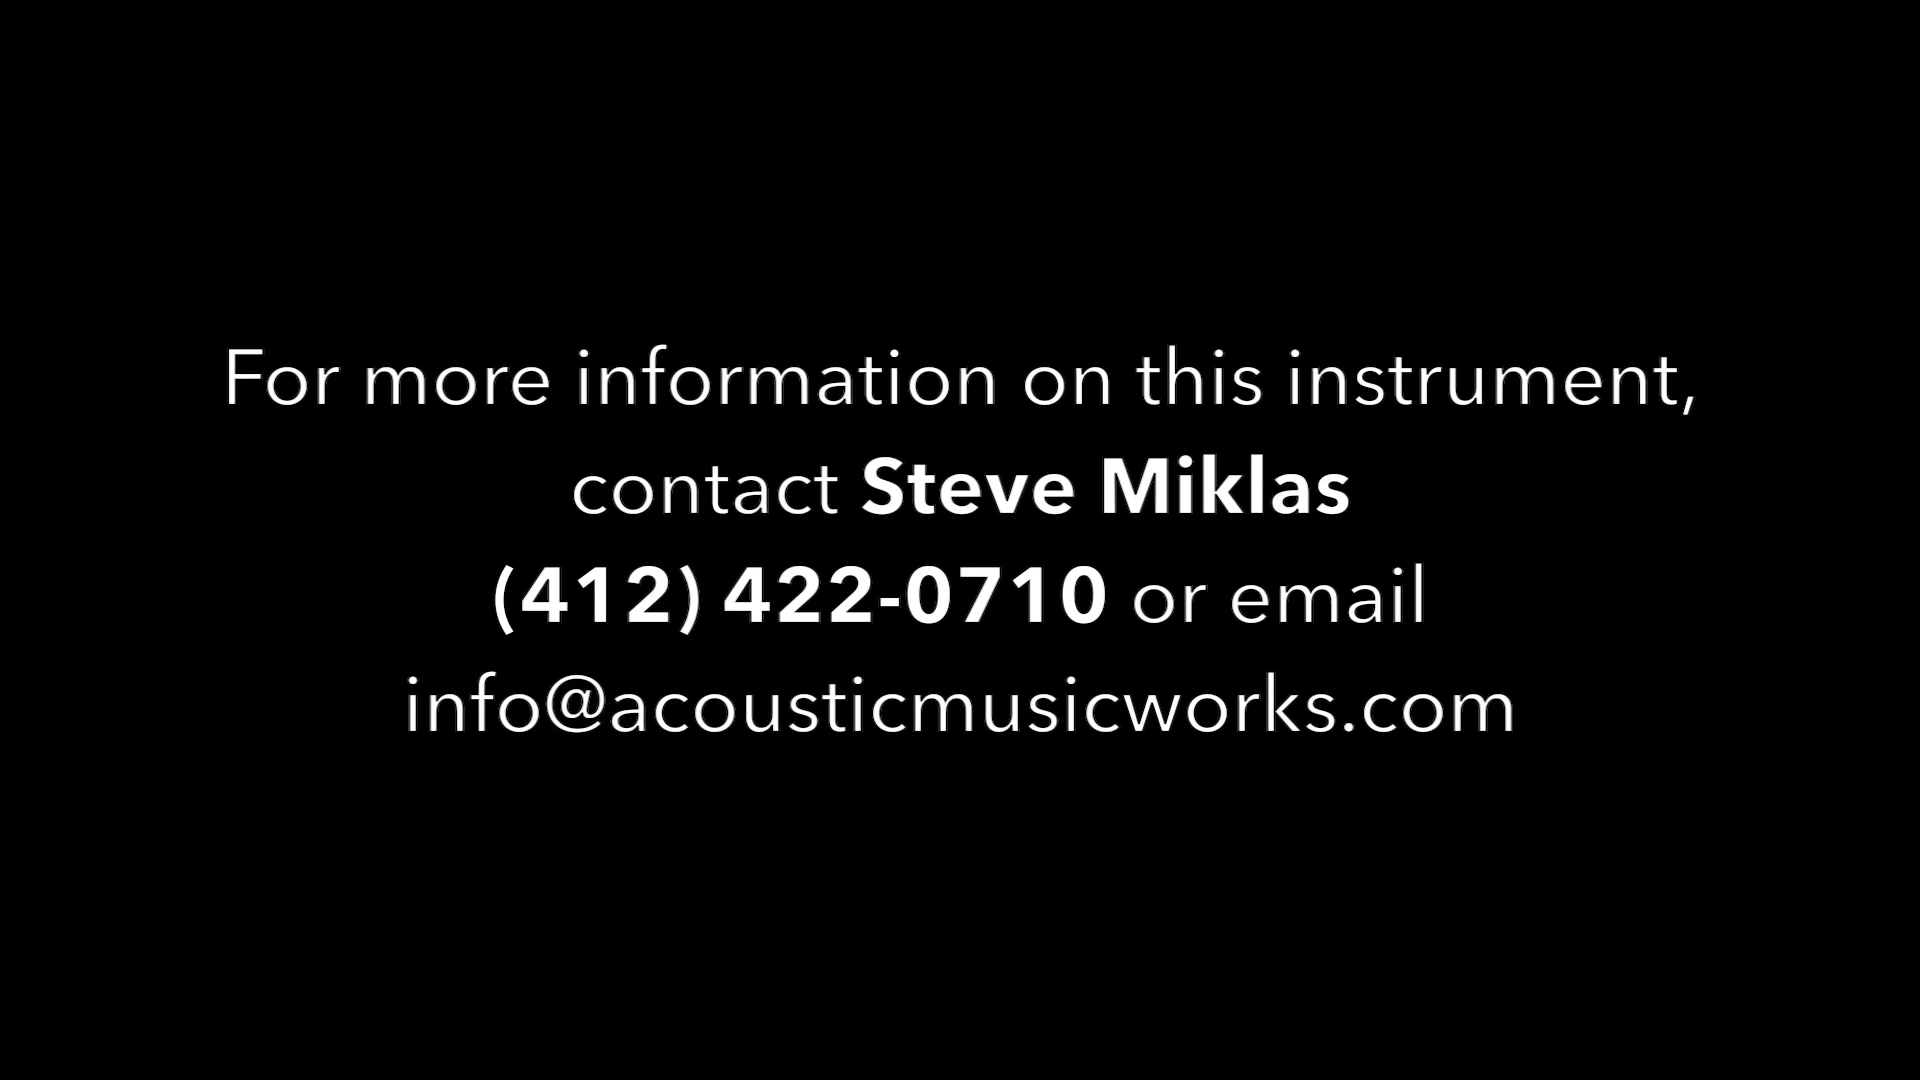 For more information on this instrument,
contact Steve Miklas
(412) 422-0710 or email
info@acousticmusicworks.com